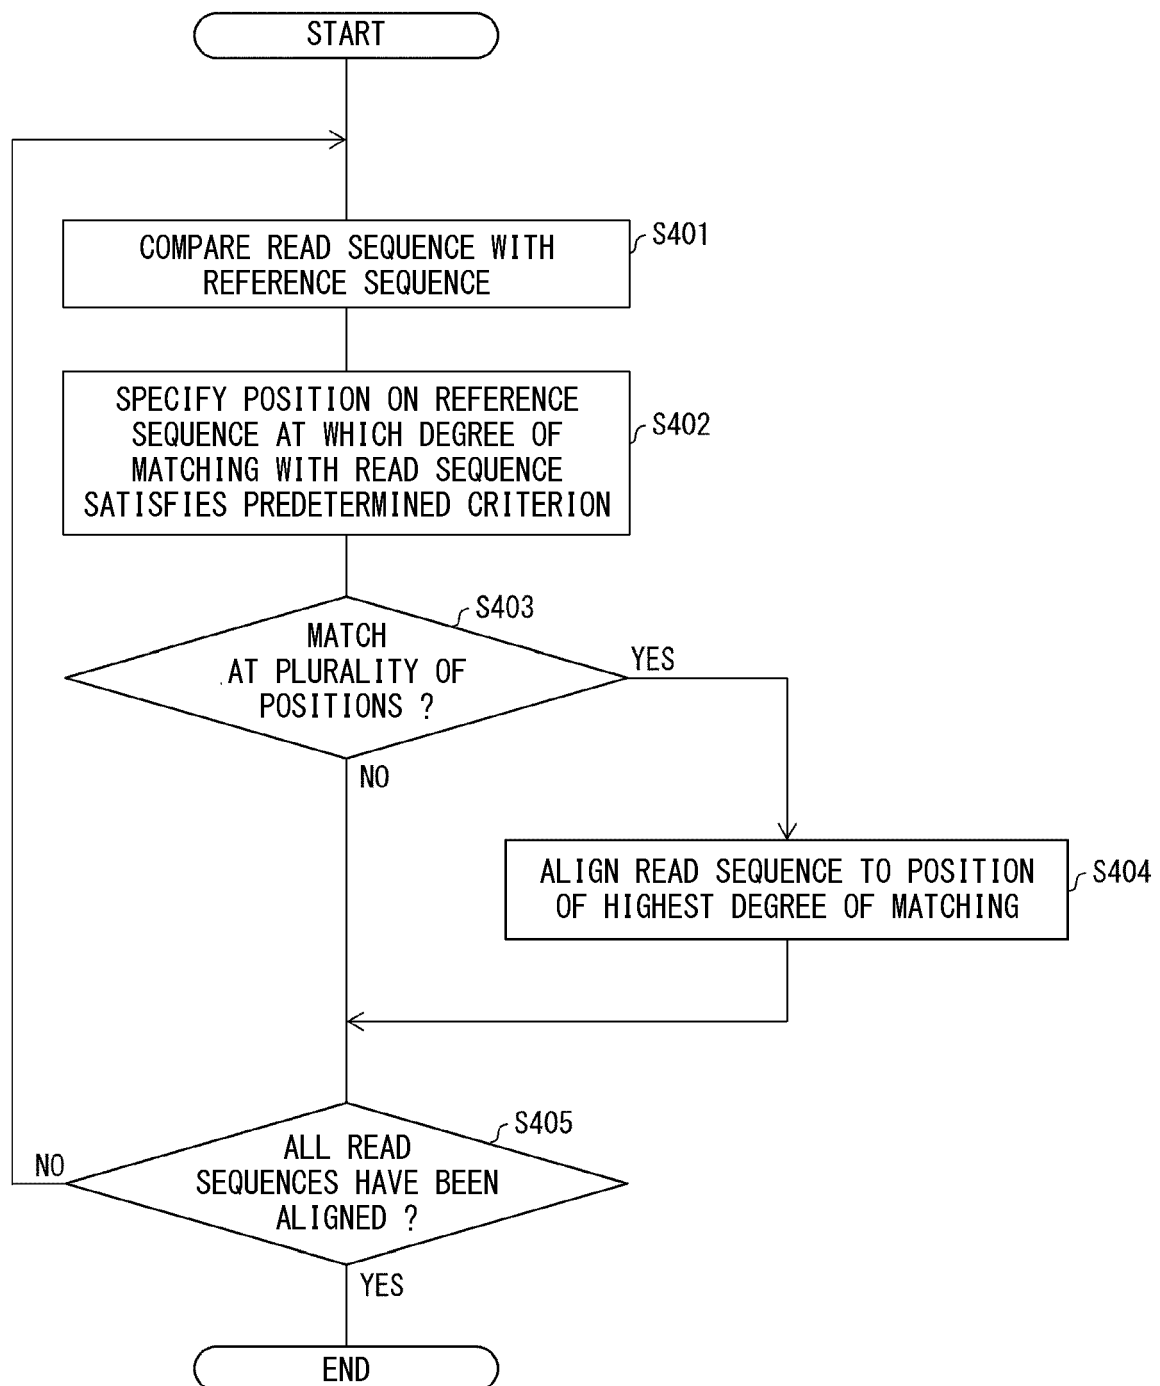 START
COMPARE READ SEQUENCE WITH
REFERENCE SEQUENCE
S401
SPECIFY POSITION ON REFERENCE
SEQUENCE AT WHICH DEGREE OF
MATCHING WITH READ SEQUENCE
SATISFIES PREDETERMINED CRITERION
S402
S403
MATCH
AT PLURALITY OF
POSITIONS ?
YES
NO
ALIGN READ SEQUENCE TO POSITION
OF HIGHEST DEGREE OF MATCHING
S404
S405
ALL READ
SEQUENCES HAVE BEEN
ALIGNED ?
NO
YES
END